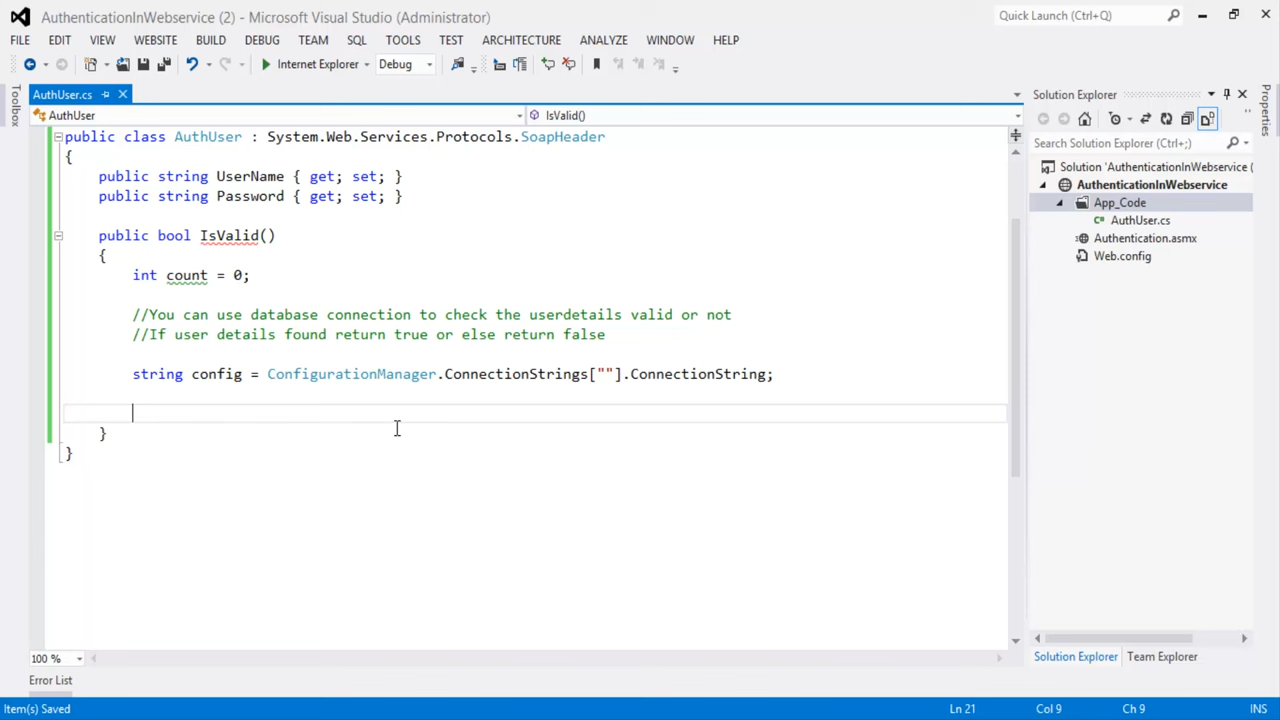 AuthenticationInWebservice (2) - Microsoft Visual Studio (Administrator)
Quick Launch (Ctrl+Q)
FILE EDIT VIEW WEBSITE BUILD DEBUG TEAM SQL TOOLS TEST ARCHITECTURE ANALYZE WINDOW HELP
Internet Explorer Debug
Toolbox
AuthUser.cs
AuthUser IsValid()
public class AuthUser : System.Web.Services.Protocols.SoapHeader
{
public string UserName { get; set; }
public string Password { get; set; }
public bool IsValid()
{
int count = 0;
//You can use database connection to check the userdetails valid or not
//If user details found return true or else return false
string config = ConfigurationManager.ConnectionStrings[""].ConnectionString;
}
}
100 %
Solution Explorer
Search Solution Explorer (Ctrl+;)
Solution 'AuthenticationInWebservice (
AuthenticationInWebservice
App_Code
AuthUser.cs
Authentication.asmx
Web.config
Solution Explorer Team Explorer
Properties
Error List
Item(s) Saved Ln 21 Col 9 Ch 9 INS